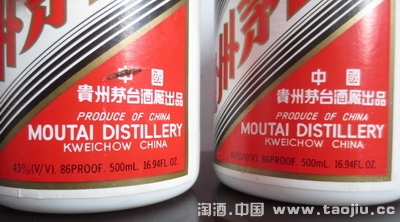 中國
貴州茅台酒廠出品
PRODUCE OF CHINA
MOUTAI DISTILLERY
KWEICHOW CHINA
43%(V/V). 86PROOF. 500mL. 16.94FL.OZ.
中國
貴州茅台酒廠出品
PRODUCE OF CHINA
MOUTAI DISTILLERY
KWEICHOW CHINA
43%(V/V). 86PROOF. 500mL. 16.94FL.OZ.
淘酒.中国 www.taojiu.cc